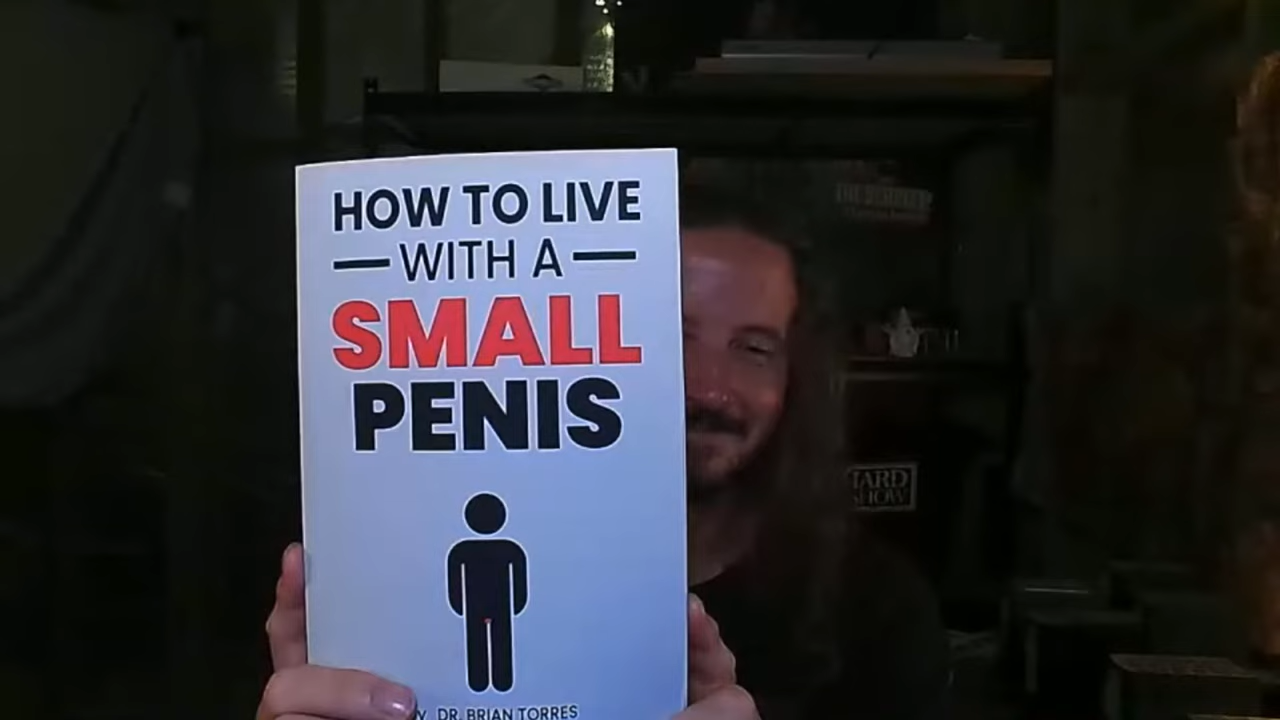 HOW TO LIVE
WITH A
SMALL
PENIS
DR. BRIAN TORRES